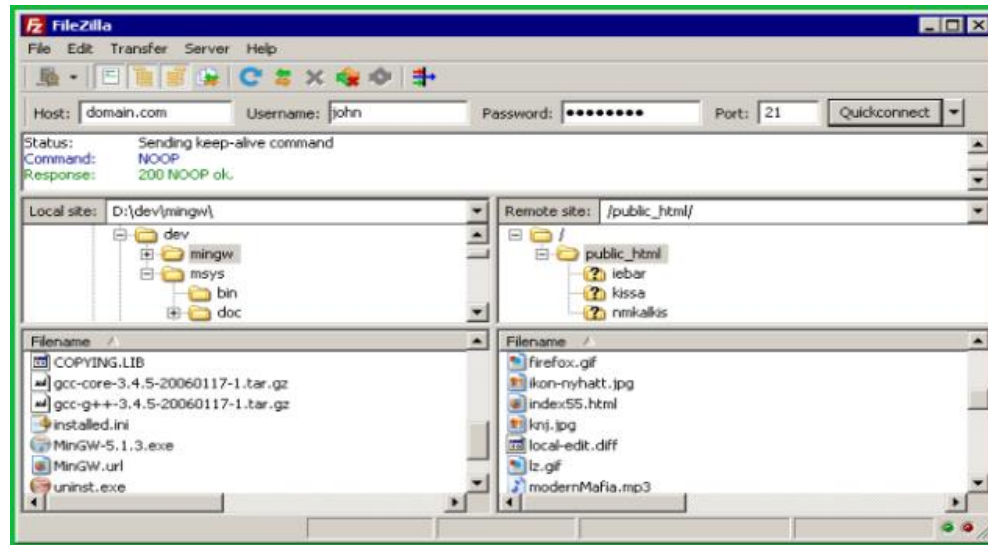 FileZilla
File Edit Transfer Server Help
Host: domain.com Username: john Password: ●●●●●●●● Port: 21 Quickconnect
Status: Sending keep-alive command
Command: NOOP
Response: 200 NOOP ok.
Local site: D:\dev\mingw\
Remote site: /public_html/
dev
mingw
msys
bin
doc
/
public_html
iebar
kissa
nmkalkis
Filename
COPYING.LIB
gcc-core-3.4.5-20060117-1.tar.gz
gcc-g++-3.4.5-20060117-1.tar.gz
installed.ini
MinGW-5.1.3.exe
MinGW.url
uninst.exe
Filename
firefox.gif
ikon-nyhatt.jpg
index55.html
knj.jpg
local-edit.diff
lz.gif
modernMafia.mp3